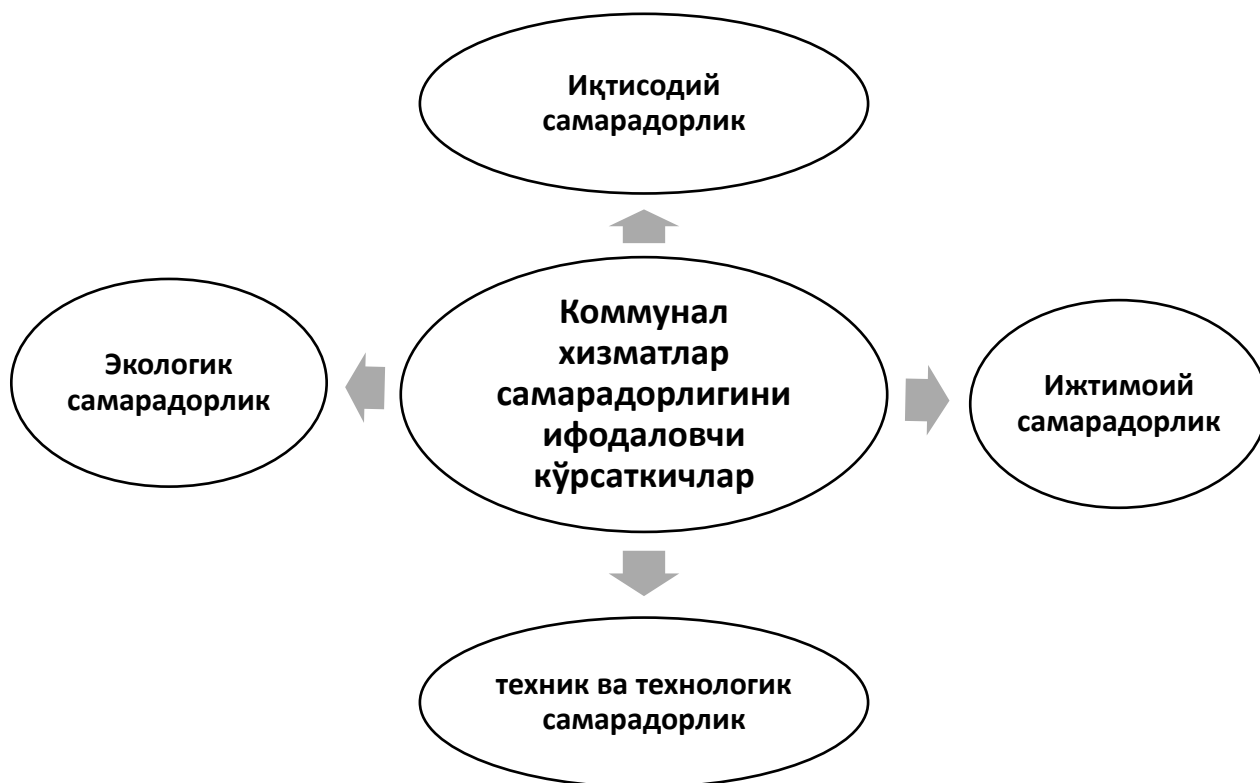 Иқтисодий
самарадорлик
Коммунал
хизматлар
самарадорлигини
ифодаловчи
кўрсаткичлар
Экологик
самарадорлик
Ижтимоий
самарадорлик
техник ва технологик
самарадорлик